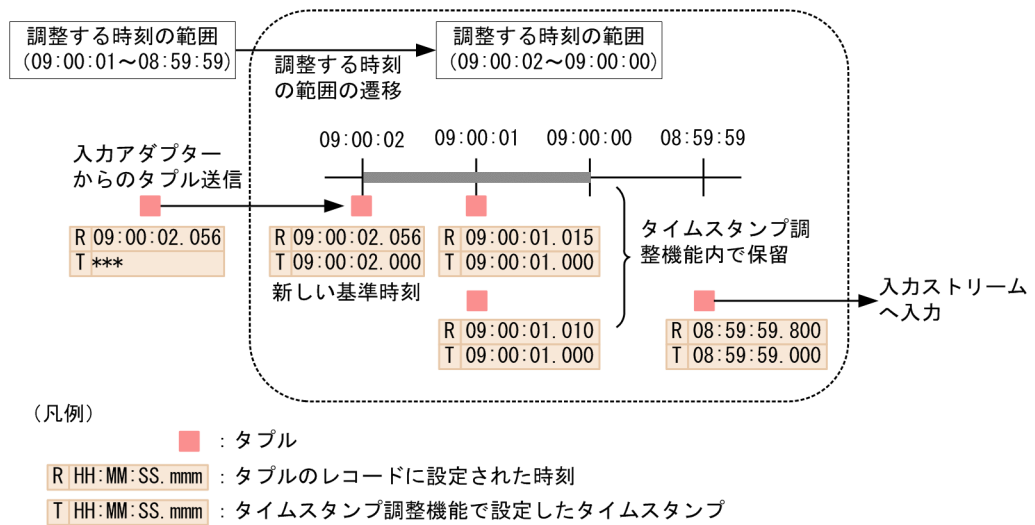 調整する時刻の範囲
(09:00:01～08:59:59)
調整する時刻
の範囲の遷移
調整する時刻の範囲
(09:00:02～09:00:00)
09:00:02
09:00:01
09:00:00
08:59:59
入力アダプター
からのタプル送信
R 09:00:02.056
T ***
R 09:00:02.056
T 09:00:02.000
新しい基準時刻
R 09:00:01.015
T 09:00:01.000
R 09:00:01.010
T 09:00:01.000
タイムスタンプ調
整機能内で保留
R 08:59:59.800
T 08:59:59.000
入力ストリーム
へ入力
（凡例）
：タプル
R HH:MM:SS.mmm ：タプルのレコードに設定された時刻
T HH:MM:SS.mmm ：タイムスタンプ調整機能で設定したタイムスタンプ